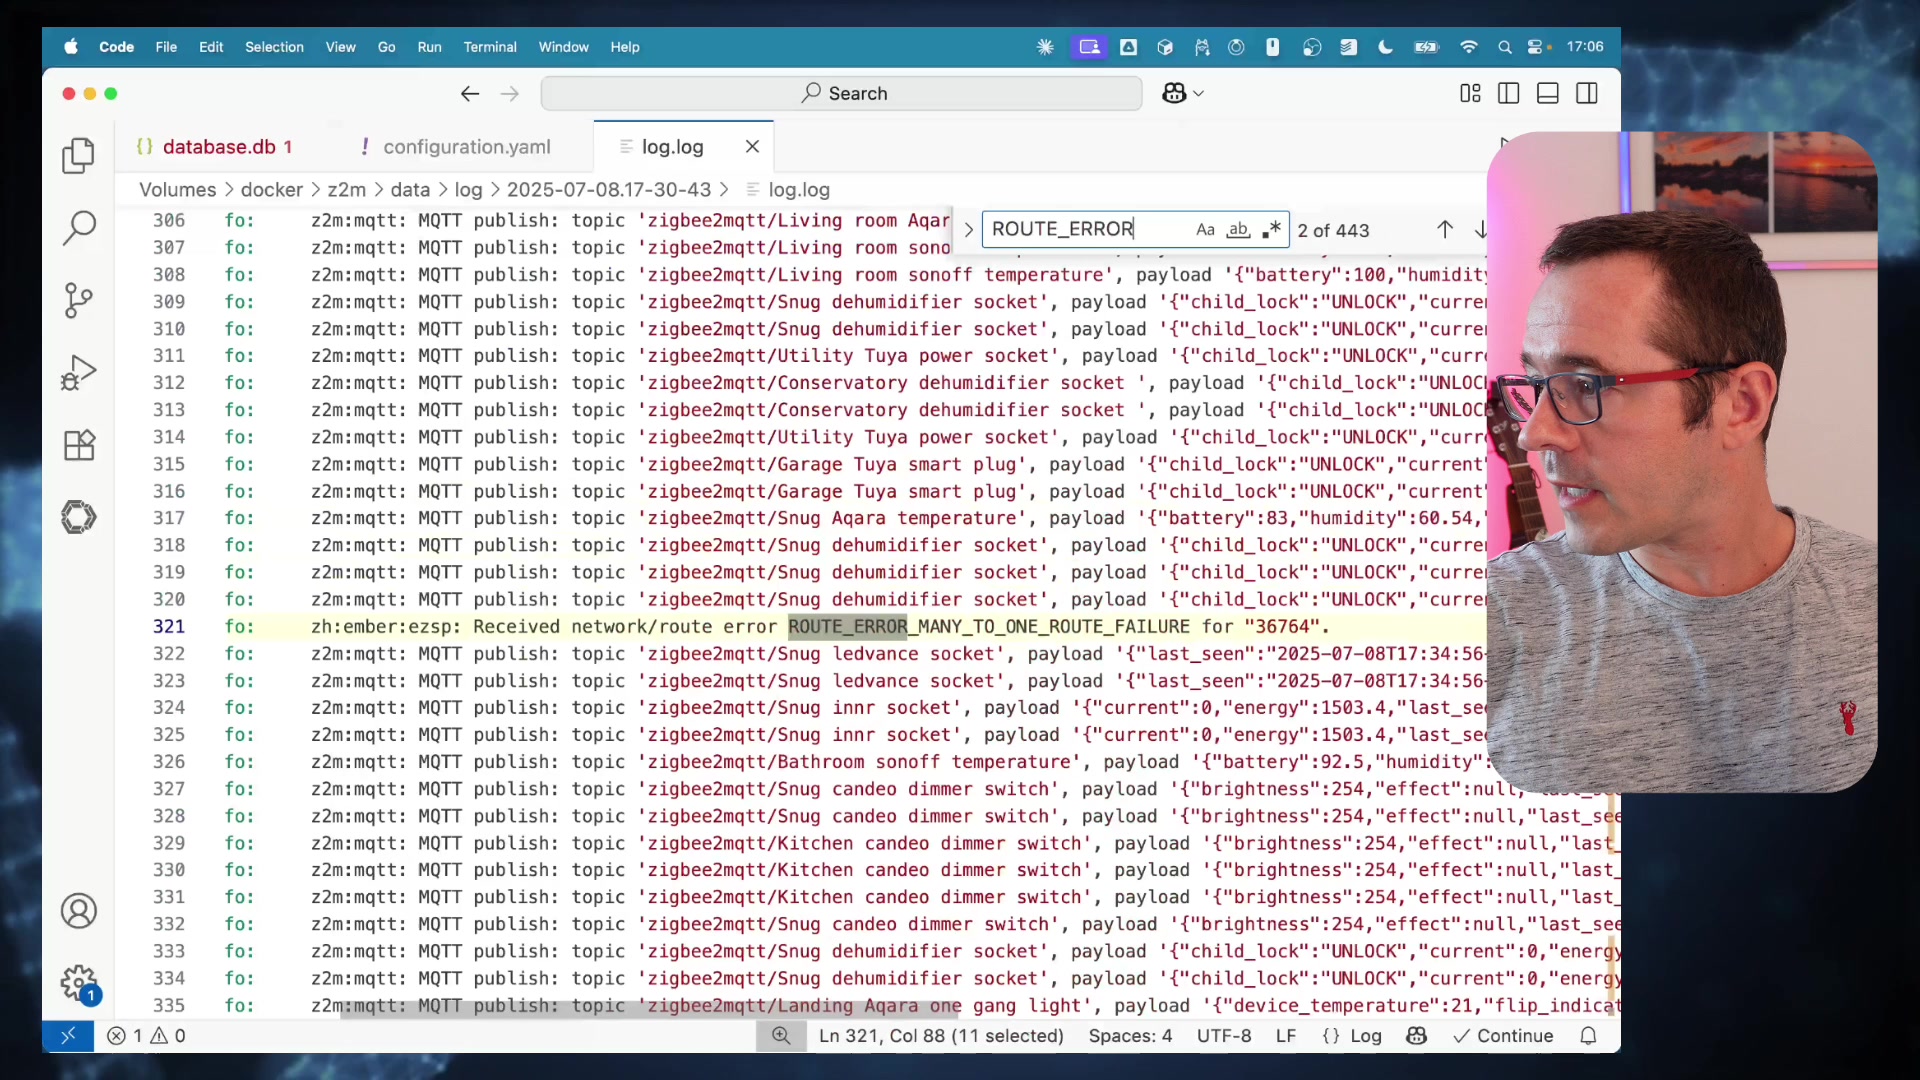 Code File Edit Selection View Go Run Terminal Window Help 17:06
Search
database.db 1 configuration.yaml log.log
Volumes > docker > z2m > data > log > 2025-07-08.17-30-43 > log.log
ROUTE_ERROR Aa ab 2 of 443
306 fo: z2m:mqtt: MQTT publish: topic 'zigbee2mqtt/Living room Aqar
307 fo: z2m:mqtt: MQTT publish: topic 'zigbee2mqtt/Living room sono
308 fo: z2m:mqtt: MQTT publish: topic 'zigbee2mqtt/Living room sonoff temperature', payload '{"battery":100,"humidity
309 fo: z2m:mqtt: MQTT publish: topic 'zigbee2mqtt/Snug dehumidifier socket', payload '{"child_lock":"UNLOCK","curre
310 fo: z2m:mqtt: MQTT publish: topic 'zigbee2mqtt/Snug dehumidifier socket', payload '{"child_lock":"UNLOCK","curre
311 fo: z2m:mqtt: MQTT publish: topic 'zigbee2mqtt/Utility Tuya power socket', payload '{"child_lock":"UNLOCK","curre
312 fo: z2m:mqtt: MQTT publish: topic 'zigbee2mqtt/Conservatory dehumidifier socket ', payload '{"child_lock":"UNLOCK
313 fo: z2m:mqtt: MQTT publish: topic 'zigbee2mqtt/Conservatory dehumidifier socket ', payload '{"child_lock":"UNLOCK
314 fo: z2m:mqtt: MQTT publish: topic 'zigbee2mqtt/Utility Tuya power socket', payload '{"child_lock":"UNLOCK","curre
315 fo: z2m:mqtt: MQTT publish: topic 'zigbee2mqtt/Garage Tuya smart plug', payload '{"child_lock":"UNLOCK","current"
316 fo: z2m:mqtt: MQTT publish: topic 'zigbee2mqtt/Garage Tuya smart plug', payload '{"child_lock":"UNLOCK","current"
317 fo: z2m:mqtt: MQTT publish: topic 'zigbee2mqtt/Snug Aqara temperature', payload '{"battery":83,"humidity":60.54,"
318 fo: z2m:mqtt: MQTT publish: topic 'zigbee2mqtt/Snug dehumidifier socket', payload '{"child_lock":"UNLOCK","curre
319 fo: z2m:mqtt: MQTT publish: topic 'zigbee2mqtt/Snug dehumidifier socket', payload '{"child_lock":"UNLOCK","curre
320 fo: z2m:mqtt: MQTT publish: topic 'zigbee2mqtt/Snug dehumidifier socket', payload '{"child_lock":"UNLOCK","curre
321 fo: zh:ember:ezsp: Received network/route error ROUTE_ERROR_MANY_TO_ONE_ROUTE_FAILURE for "36764".
322 fo: z2m:mqtt: MQTT publish: topic 'zigbee2mqtt/Snug ledvance socket', payload '{"last_seen":"2025-07-08T17:34:56-
323 fo: z2m:mqtt: MQTT publish: topic 'zigbee2mqtt/Snug ledvance socket', payload '{"last_seen":"2025-07-08T17:34:56-
324 fo: z2m:mqtt: MQTT publish: topic 'zigbee2mqtt/Snug innr socket', payload '{"current":0,"energy":1503.4,"last_see
325 fo: z2m:mqtt: MQTT publish: topic 'zigbee2mqtt/Snug innr socket', payload '{"current":0,"energy":1503.4,"last_see
326 fo: z2m:mqtt: MQTT publish: topic 'zigbee2mqtt/Bathroom sonoff temperature', payload '{"battery":92.5,"humidity":
327 fo: z2m:mqtt: MQTT publish: topic 'zigbee2mqtt/Snug candeo dimmer switch', payload '{"brightness":254,"effect":null,"last_see
328 fo: z2m:mqtt: MQTT publish: topic 'zigbee2mqtt/Snug candeo dimmer switch', payload '{"brightness":254,"effect":null,"last_see
329 fo: z2m:mqtt: MQTT publish: topic 'zigbee2mqtt/Kitchen candeo dimmer switch', payload '{"brightness":254,"effect":null,"last_
330 fo: z2m:mqtt: MQTT publish: topic 'zigbee2mqtt/Kitchen candeo dimmer switch', payload '{"brightness":254,"effect":null,"last_
331 fo: z2m:mqtt: MQTT publish: topic 'zigbee2mqtt/Kitchen candeo dimmer switch', payload '{"brightness":254,"effect":null,"last_
332 fo: z2m:mqtt: MQTT publish: topic 'zigbee2mqtt/Snug candeo dimmer switch', payload '{"brightness":254,"effect":null,"last_see
333 fo: z2m:mqtt: MQTT publish: topic 'zigbee2mqtt/Snug dehumidifier socket', payload '{"child_lock":"UNLOCK","current":0,"energy
334 fo: z2m:mqtt: MQTT publish: topic 'zigbee2mqtt/Snug dehumidifier socket', payload '{"child_lock":"UNLOCK","current":0,"energy
335 fo: z2m:mqtt: MQTT publish: topic 'zigbee2mqtt/Landing Aqara one gang light', payload '{"device_temperature":21,"flip_indicat
1
1 0 Ln 321, Col 88 (11 selected) Spaces: 4 UTF-8 LF {} Log Continue